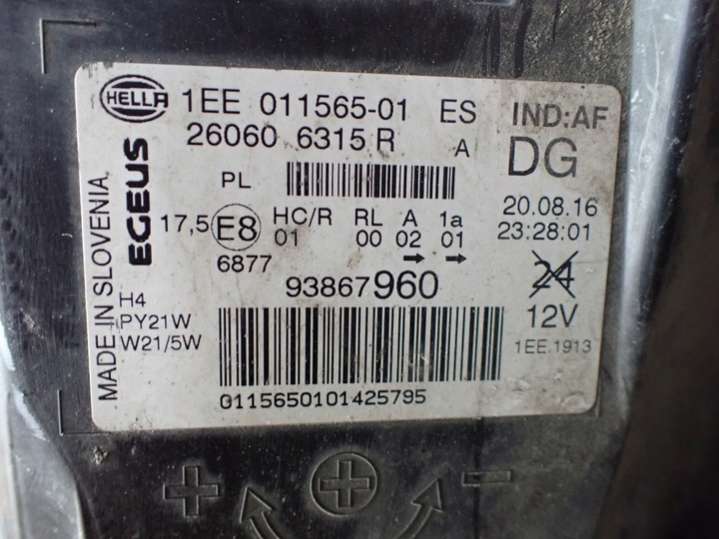 HELLA 1EE 011565-01 ES IND:AF
26060 6315 R A DG
PL
20.08.16
23:28:01
MADE IN SLOVENIA
EGEUS
17,5 E8 HC/R RL A 1a
01 00 02 01
6877 → →
93867960
24
12V
1EE.1913
H4
PY21W
W21/5W
0115650101425795
+ + −